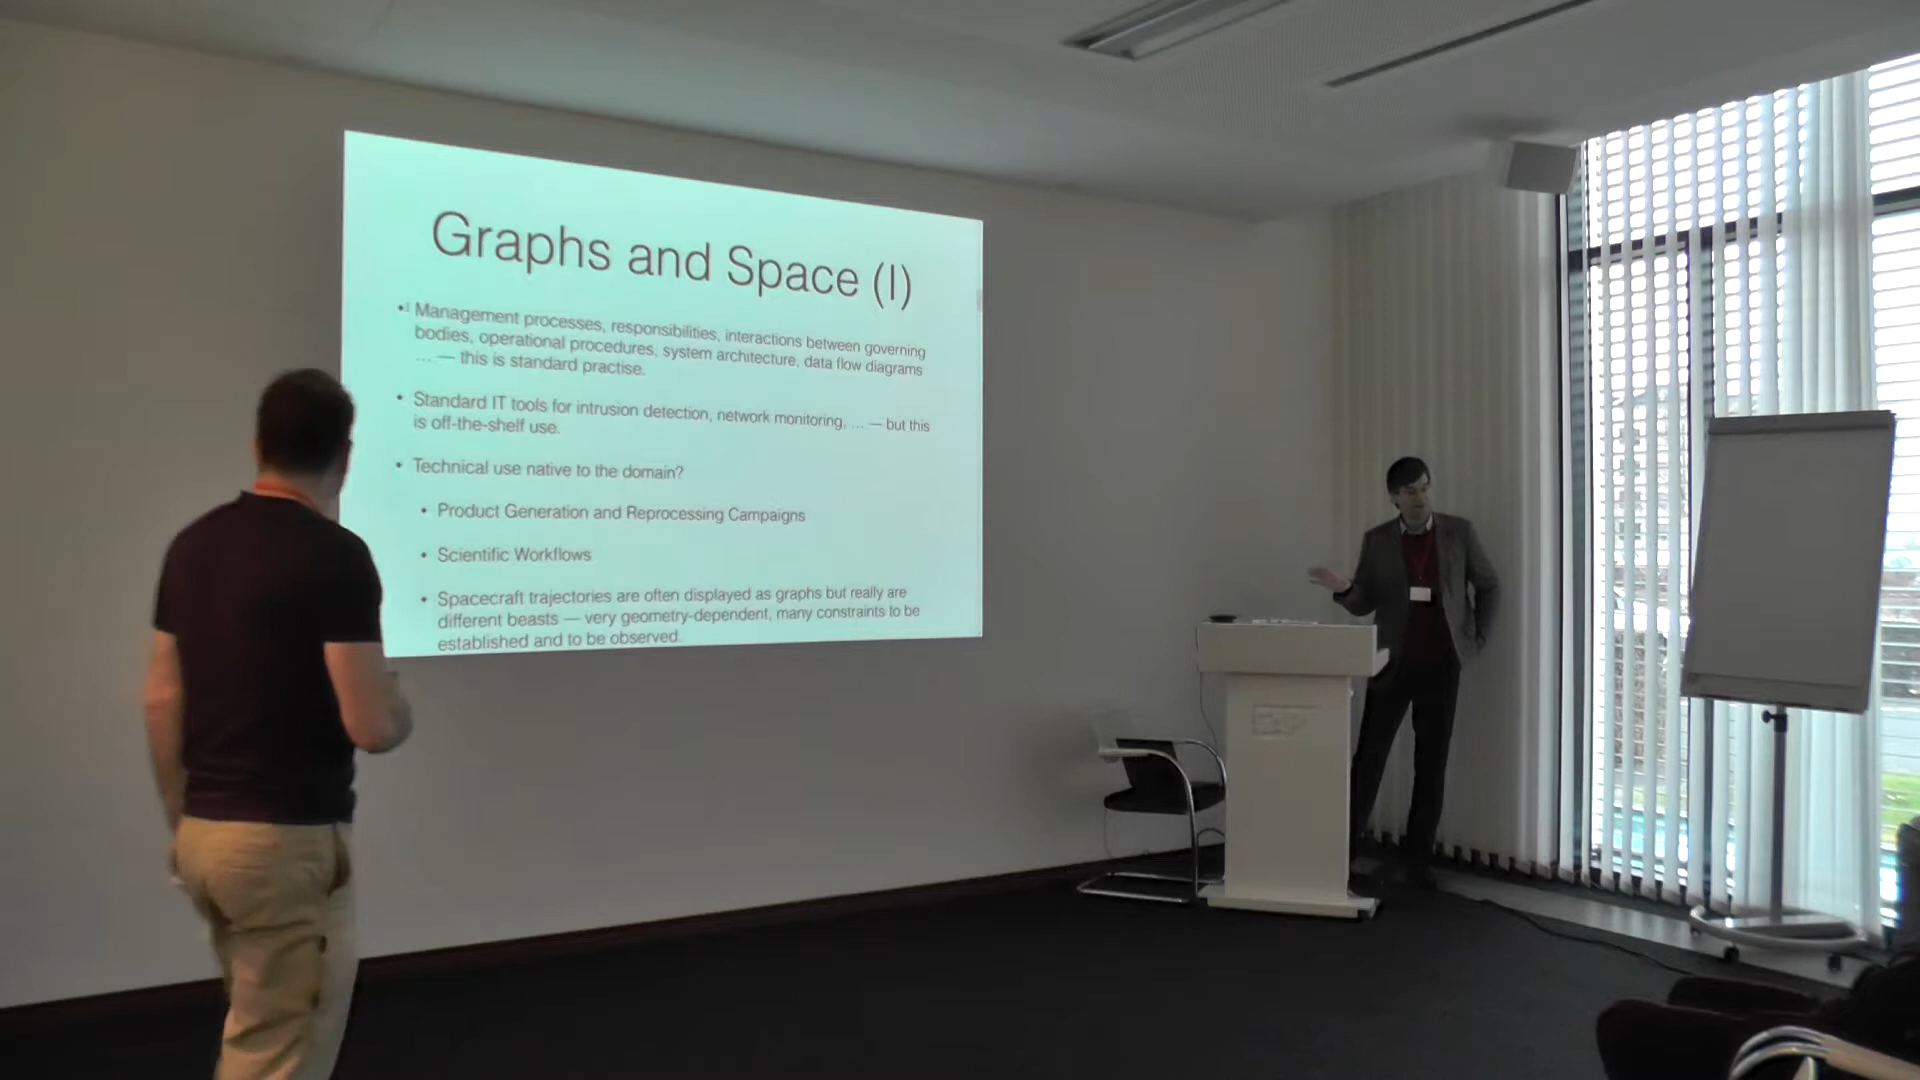 Graphs and Space (I)
• Management processes, responsibilities, interactions between governing
bodies, operational procedures, system architecture, data flow diagrams
... — this is standard practise.
• Standard IT tools for intrusion detection, network monitoring, ... — but this
is off-the-shelf use.
• Technical use native to the domain?
• Product Generation and Reprocessing Campaigns
• Scientific Workflows
• Spacecraft trajectories are often displayed as graphs but really are
different beasts — very geometry-dependent, many constraints to be
established and to be observed.